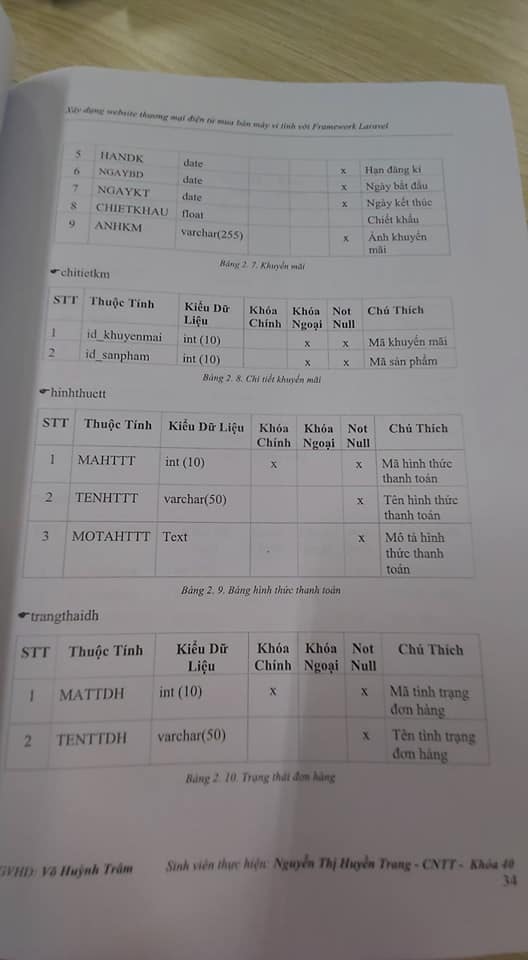 Xây dựng website thương mại điện tử mua bán máy vi tính với Framework Laravel
5 HANDK date x Hạn đăng kí
6 NGAYBD date x Ngày bắt đầu
7 NGAYKT date x Ngày kết thúc
8 CHIETKHAU float Chiết khấu
9 ANHKM varchar(255) x Ảnh khuyến
mãi
Bảng 2. 7. Khuyến mãi
chitietkm
STT Thuộc Tính Kiểu Dữ Khóa Khóa Not Chú Thích
Liệu Chính Ngoại Null
1 id_khuyenmai int (10) x x Mã khuyến mãi
2 id_sanpham int (10) x x Mã sản phẩm
Bảng 2. 8. Chi tiết khuyến mãi
hinhthuctt
STT Thuộc Tính Kiểu Dữ Liệu Khóa Khóa Not Chú Thích
Chính Ngoại Null
1 MAHTTT int (10) x x Mã hình thức
thanh toán
2 TENHTTT varchar(50) x Tên hình thức
thanh toán
3 MOTAHTTT Text x Mô tả hình
thức thanh
toán
Bảng 2. 9. Bảng hình thức thanh toán
trangthaidh
STT Thuộc Tính Kiểu Dữ Khóa Khóa Not Chú Thích
Liệu Chính Ngoại Null
1 MATTDH int (10) x x Mã tình trạng
đơn hàng
2 TENTTDH varchar(50) x Tên tình trạng
đơn hàng
Bảng 2. 10. Trạng thái đơn hàng
GVHD: Võ Huỳnh Trâm Sinh viên thực hiện: Nguyễn Thị Huyền Trang - CNTT - Khóa 40
34